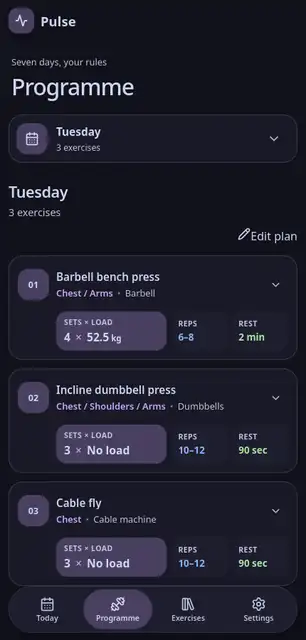 Pulse
Seven days, your rules
Programme
Tuesday
3 exercises
Tuesday
3 exercises
Edit plan
01
Barbell bench press
Chest / Arms • Barbell
SETS × LOAD
4 × 52.5 kg
REPS
6–8
REST
2 min
02
Incline dumbbell press
Chest / Shoulders / Arms • Dumbbells
SETS × LOAD
3 × No load
REPS
10–12
REST
90 sec
03
Cable fly
Chest • Cable machine
SETS × LOAD
3 × No load
REPS
10–12
REST
90 sec
Today
Programme
Exercises
Settings